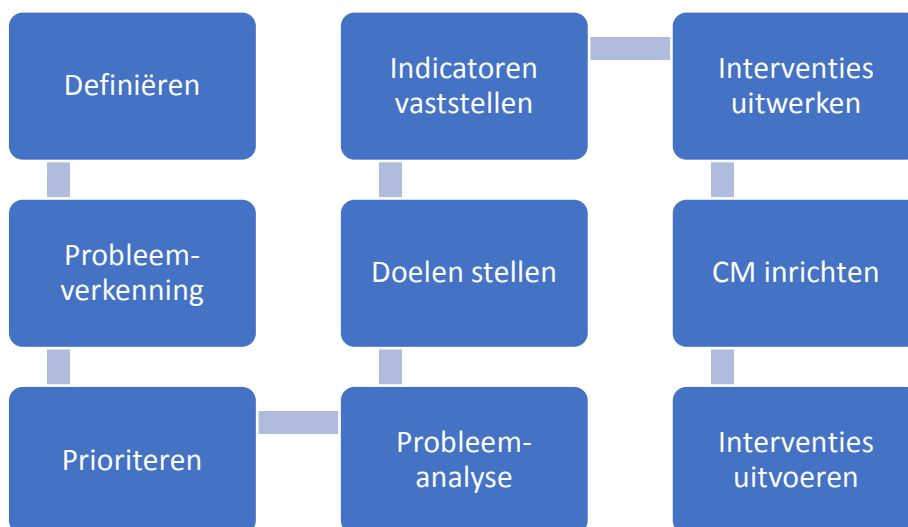 Definiëren
Probleem-
verkenning
Prioriteren
Probleem-
analyse
Doelen stellen
Indicatoren
vaststellen
Interventies
uitwerken
CM inrichten
Interventies
uitvoeren